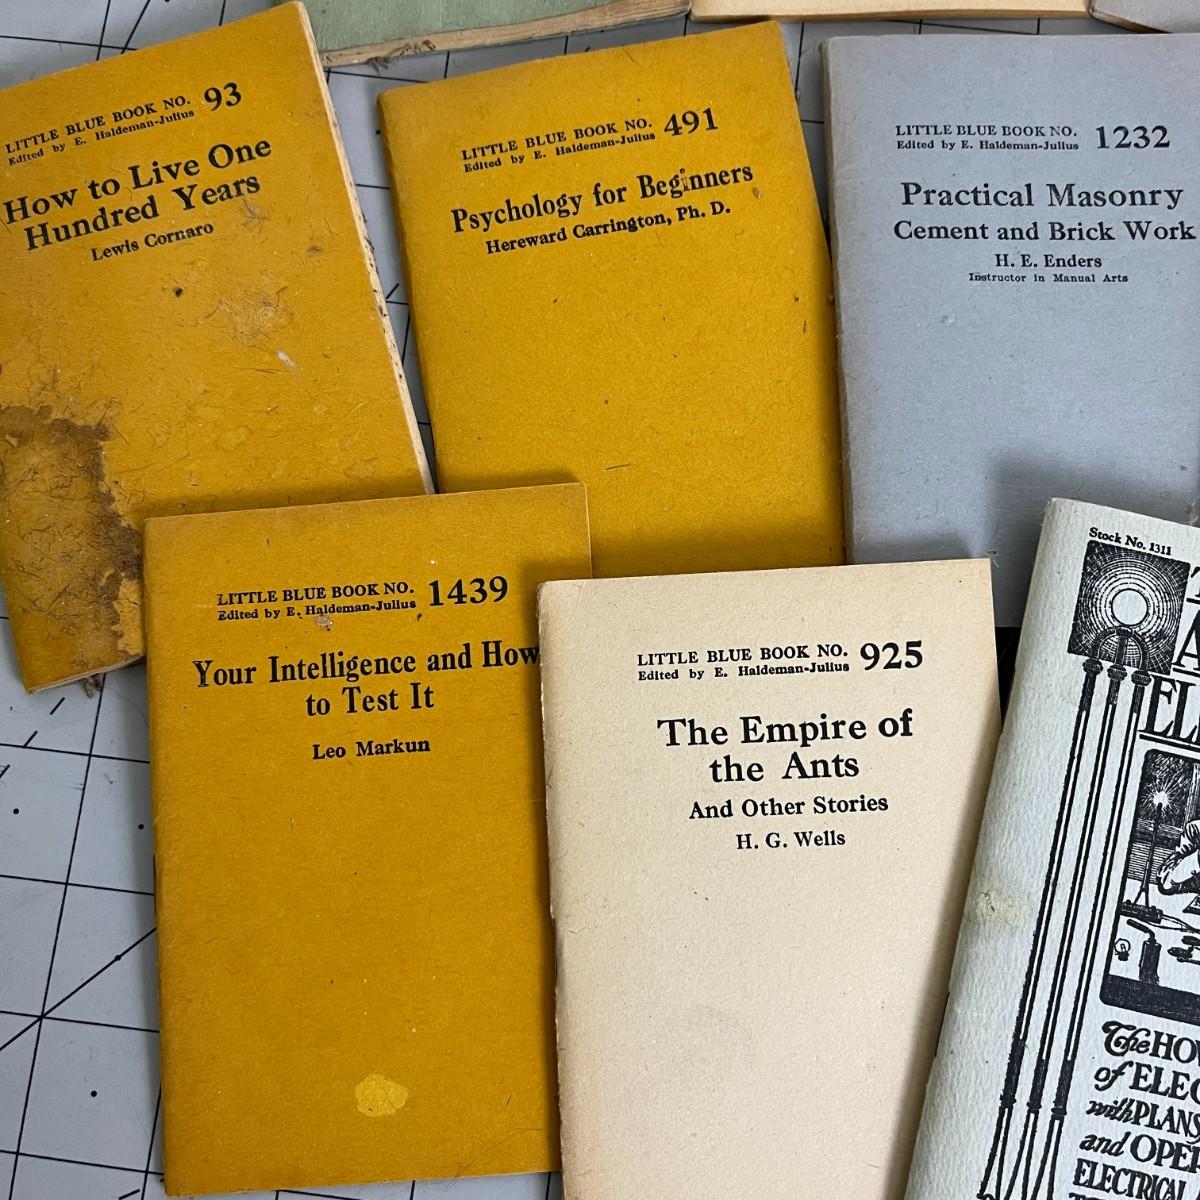 LITTLE BLUE BOOK NO. 93
Edited by E. Haldeman-Julius
How to Live One
Hundred Years
Lewis Cornaro
LITTLE BLUE BOOK NO. 491
Edited by E. Haldeman-Julius
Psychology for Beginners
Hereward Carrington, Ph. D.
LITTLE BLUE BOOK NO. 1232
Edited by E. Haldeman-Julius
Practical Masonry
Cement and Brick Work
H. E. Enders
Instructor in Manual Arts
LITTLE BLUE BOOK NO. 1439
Edited by E. Haldeman-Julius
Your Intelligence and How
to Test It
Leo Markun
LITTLE BLUE BOOK NO. 925
Edited by E. Haldeman-Julius
The Empire of
the Ants
And Other Stories
H. G. Wells
Stock No. 1311
The
of
with PLANS
and
ELECTRICAL